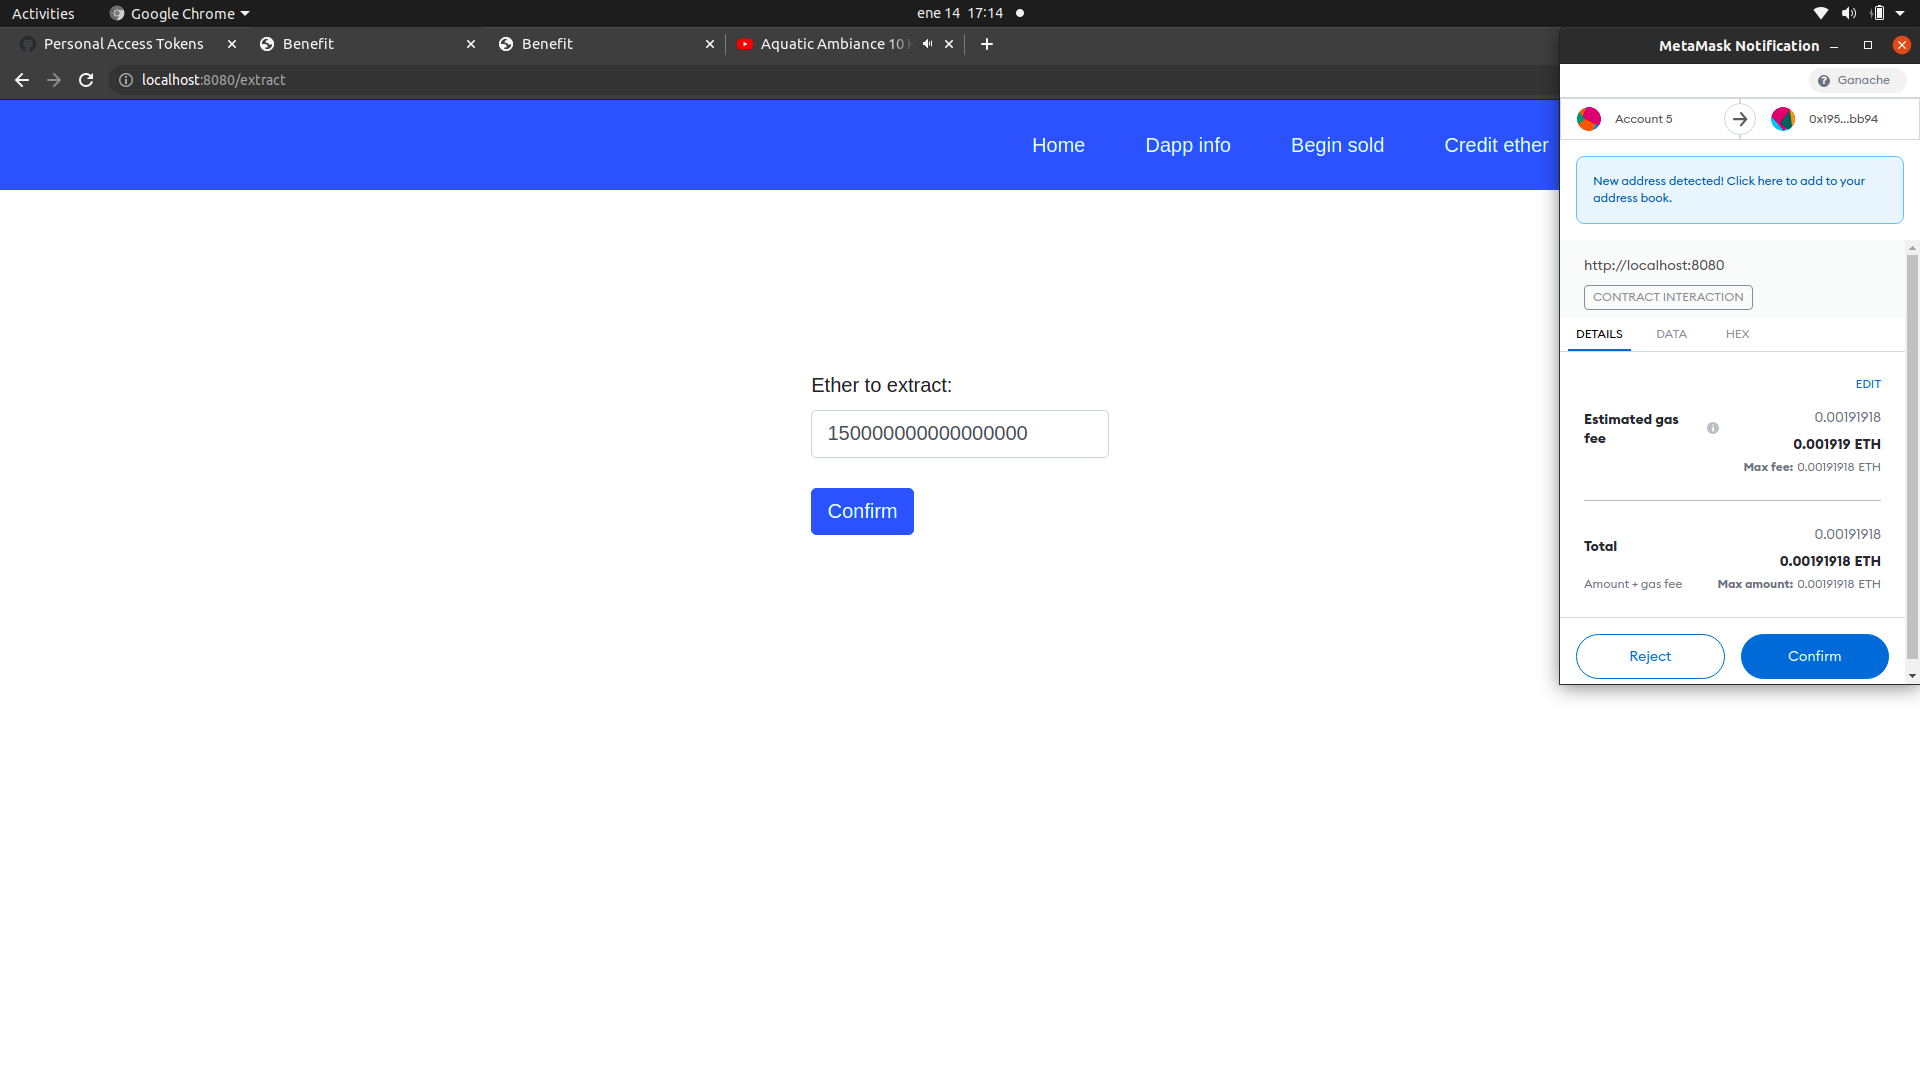 Activities
Google Chrome
ene 14 17:14
Personal Access Tokens
Benefit
Benefit
Aquatic Ambiance 10
localhost:8080/extract
Home
Dapp info
Begin sold
Credit ether
Ether to extract:
150000000000000000
Confirm
MetaMask Notification
Ganache
Account 5
0x195...bb94
New address detected! Click here to add to your
address book.
http://localhost:8080
CONTRACT INTERACTION
DETAILS
DATA
HEX
EDIT
Estimated gas
fee
0.00191918
0.001919 ETH
Max fee: 0.00191918 ETH
Total
0.00191918
0.00191918 ETH
Amount + gas fee
Max amount: 0.00191918 ETH
Reject
Confirm